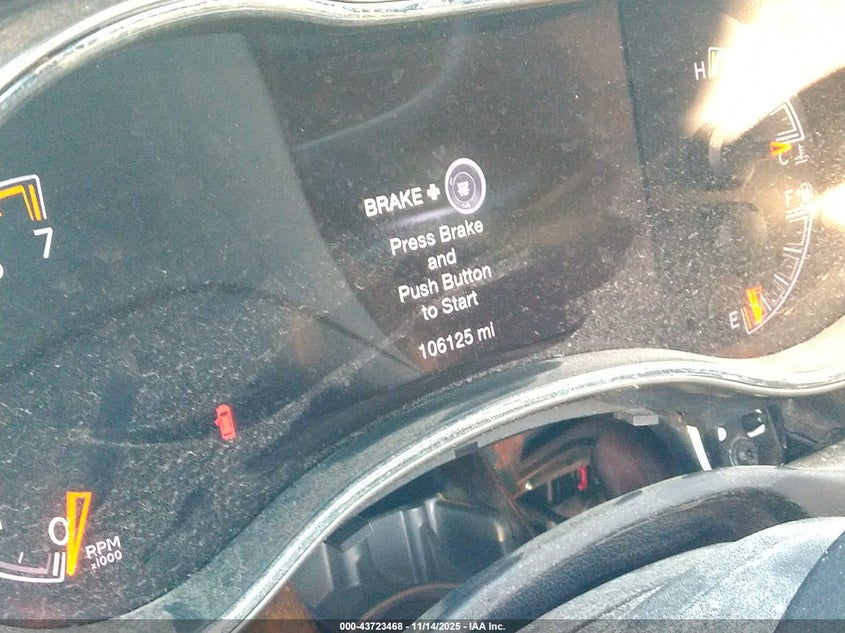 H
C
F
E
7
BRAKE +
Press Brake
and
Push Button
to Start
106125 mi
0
RPM
x1000
000-43723468 - 11/14/2025 - IAA Inc.